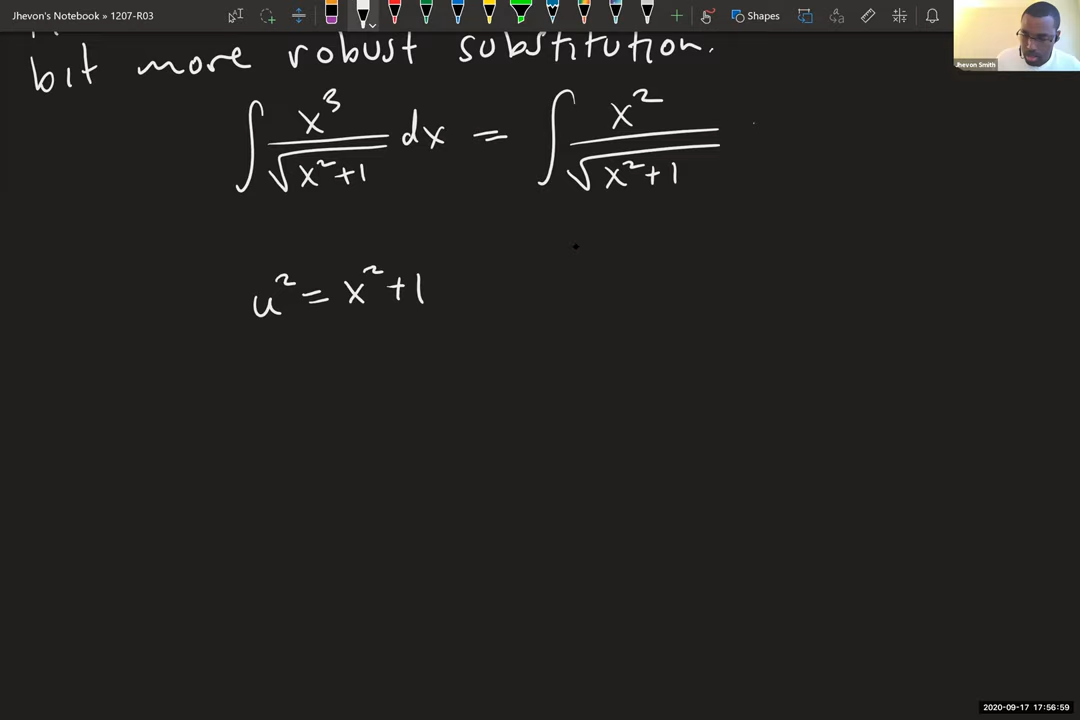 Jhevon's Notebook » 1207-R03
Shapes
Jhevon Smith
bit more robust substitution.
∫ x³/√(x²+1) dx = ∫ x²/√(x²+1)
u² = x²+1
2020-09-17 17:56:59